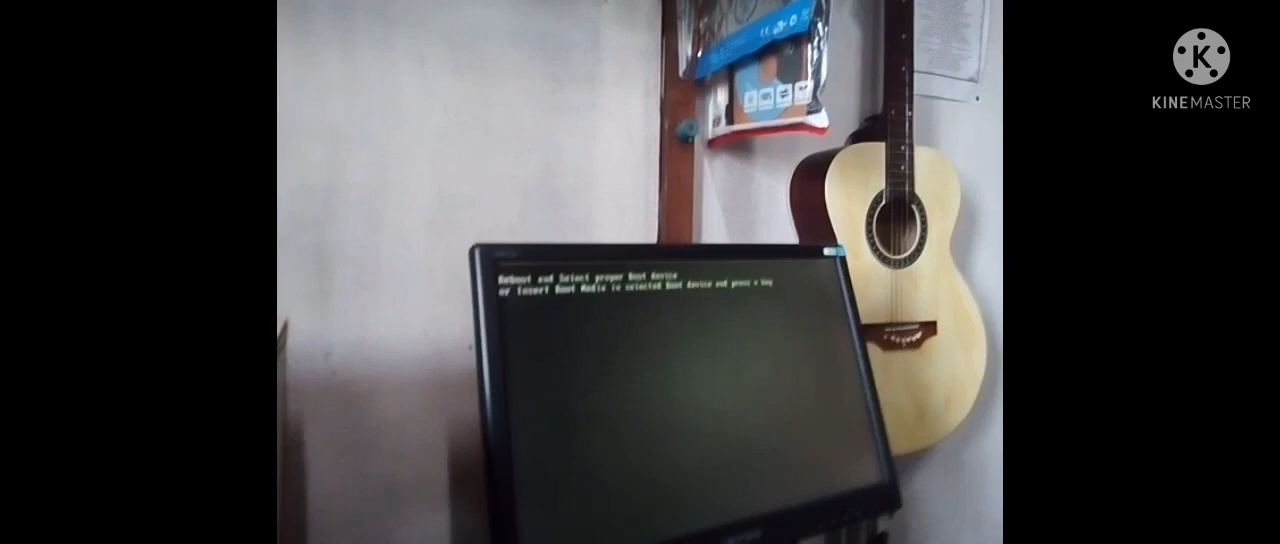 Reboot and Select proper Boot device
or Insert Boot Media in selected Boot device and press a key
KINEMASTER